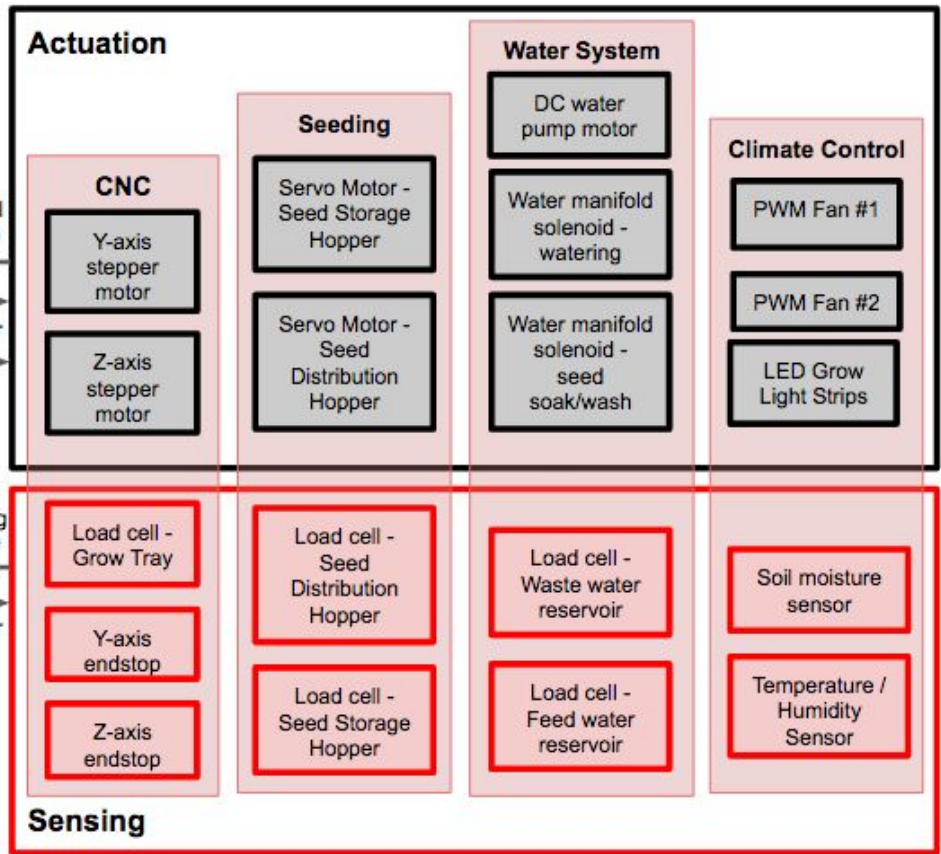 Actuation
CNC
Y-axis
stepper
motor
Z-axis
stepper
motor
Seeding
Servo Motor -
Seed Storage
Hopper
Servo Motor -
Seed
Distribution
Hopper
Water System
DC water
pump motor
Water manifold
solenoid -
watering
Water manifold
solenoid -
seed
soak/wash
Climate Control
PWM Fan #1
PWM Fan #2
LED Grow
Light Strips
Load cell -
Grow Tray
Y-axis
endstop
Z-axis
endstop
Load cell -
Seed
Distribution
Hopper
Load cell -
Seed Storage
Hopper
Load cell -
Waste water
reservoir
Load cell -
Feed water
reservoir
Soil moisture
sensor
Temperature /
Humidity
Sensor
Sensing